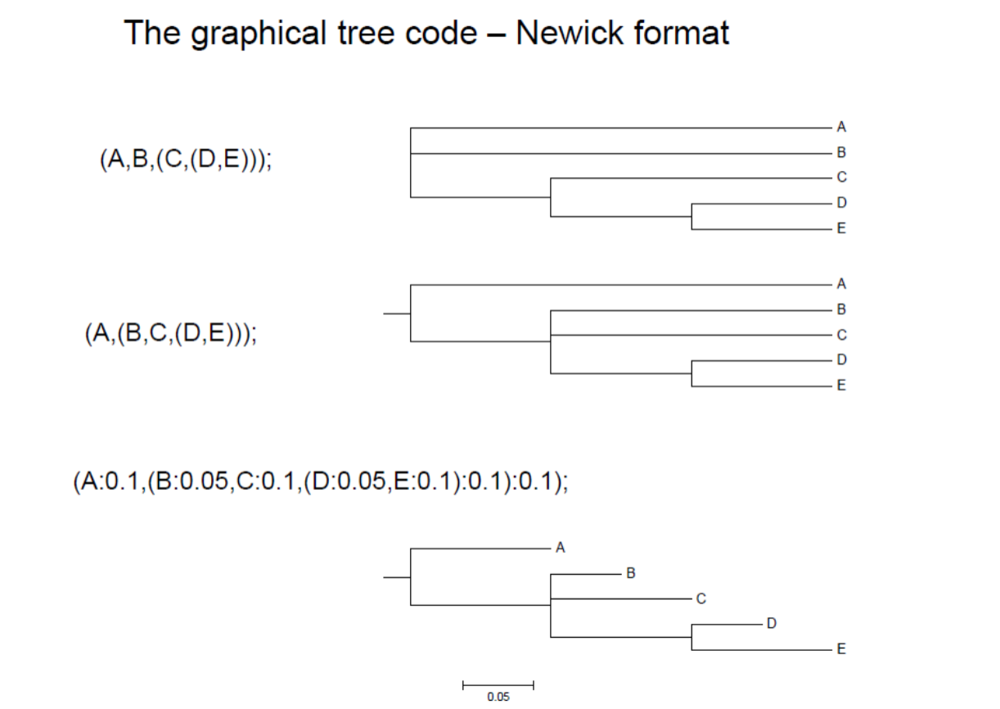 The graphical tree code – Newick format
(A,B,(C,(D,E)));
A
B
C
D
E
(A,(B,C,(D,E)));
A
B
C
D
E
(A:0.1,(B:0.05,C:0.1,(D:0.05,E:0.1):0.1):0.1);
A
B
C
D
E
0.05